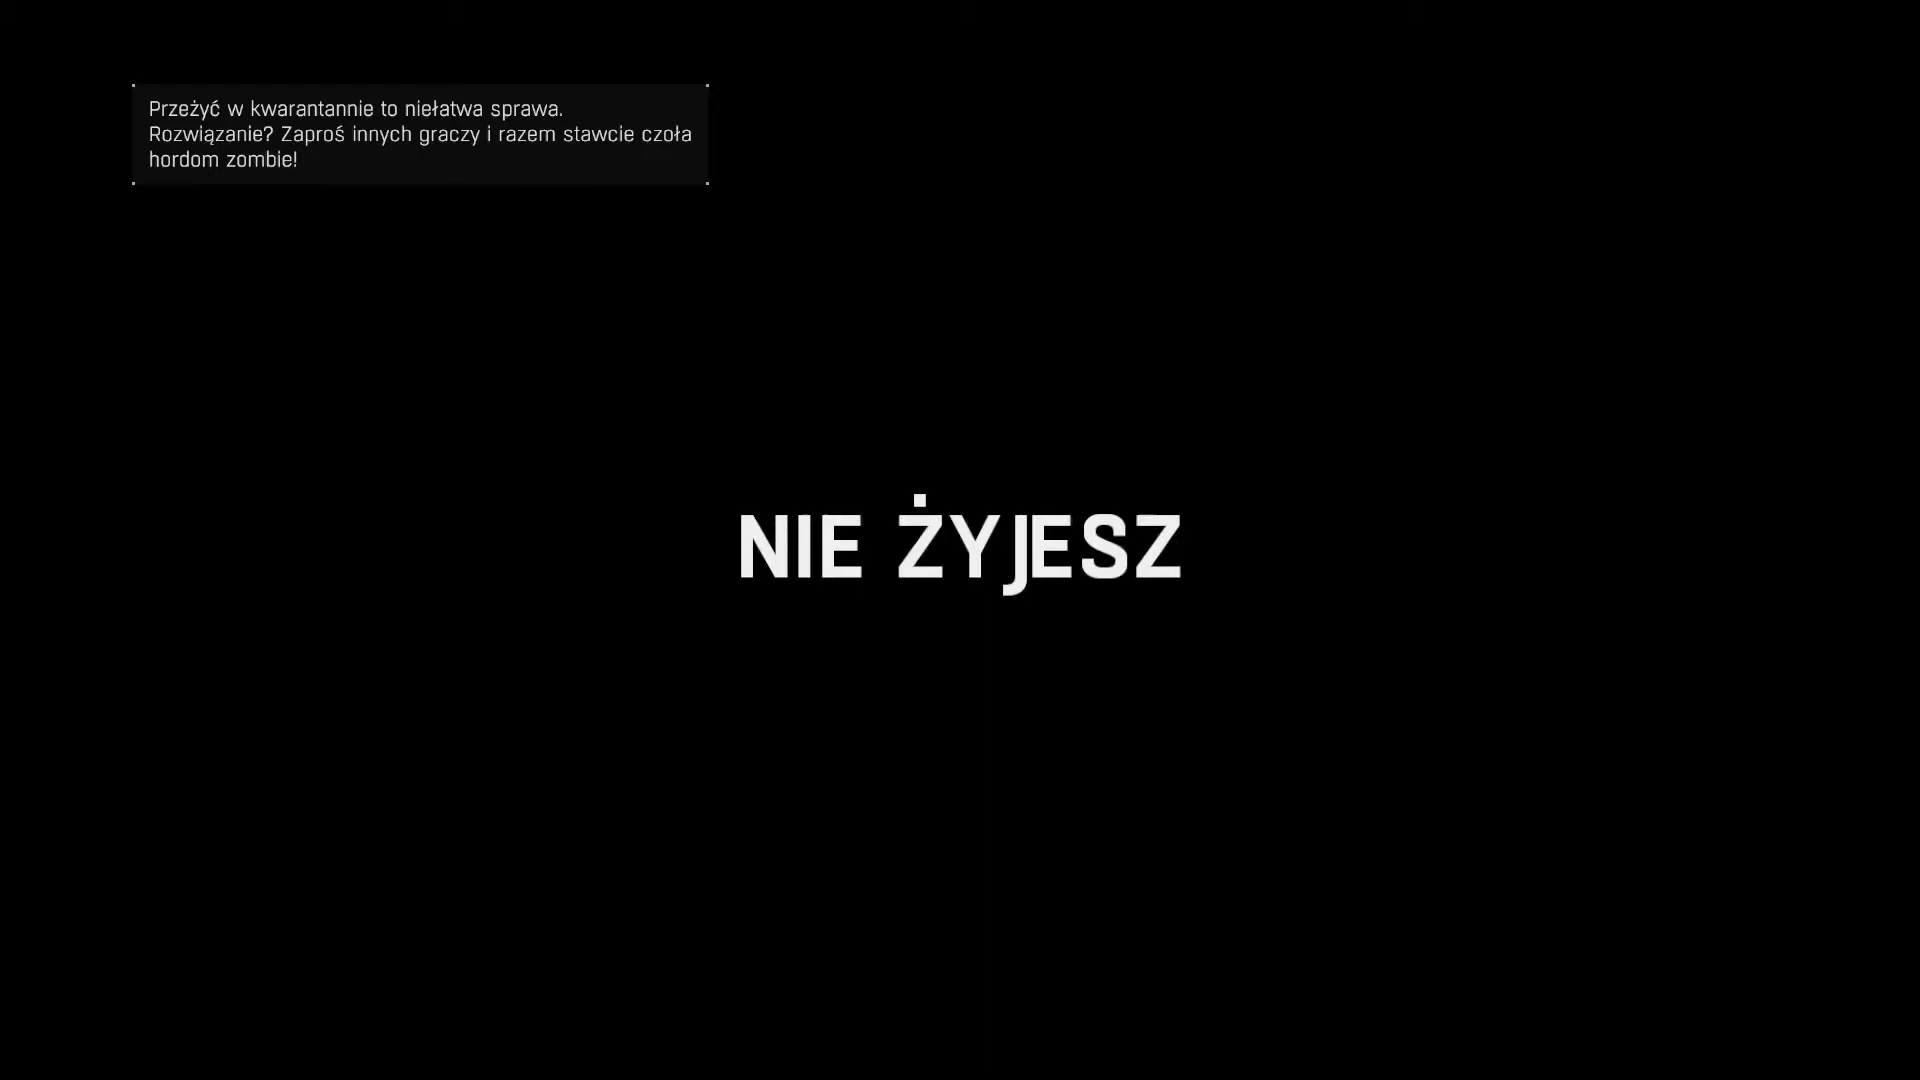 Przeżyć w kwarantannie to niełatwa sprawa.
Rozwiązanie? Zaproś innych graczy i razem stawcie czoła
hordom zombie!
NIE ŻYJESZ